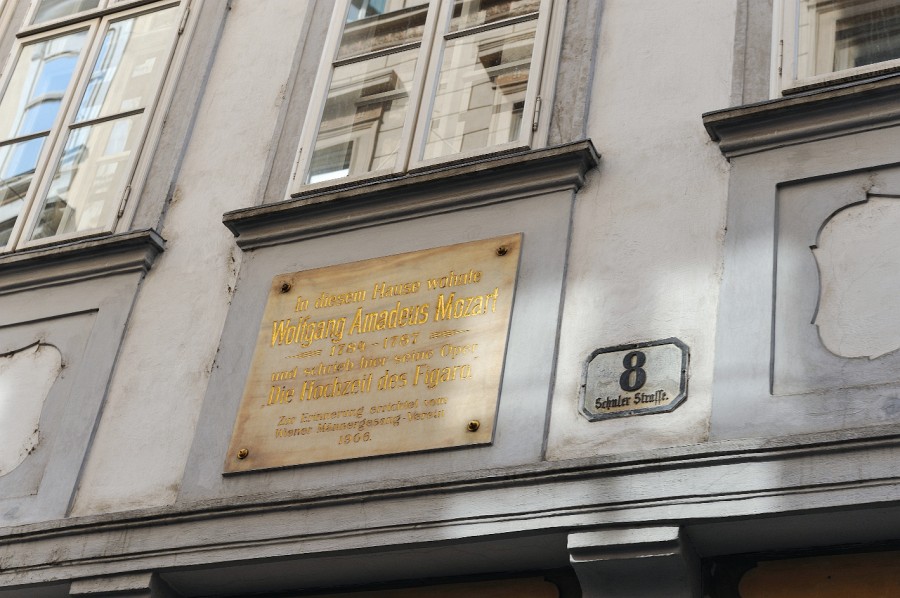 In diesem Hause wohnte
Wolfgang Amadeus Mozart
1784-1787
und schrieb hier seine Oper
"Die Hochzeit des Figaro"
Zur Erinnerung errichtet vom
Wiener Männergesang-Verein
1906.
8
Schuler Strasse.